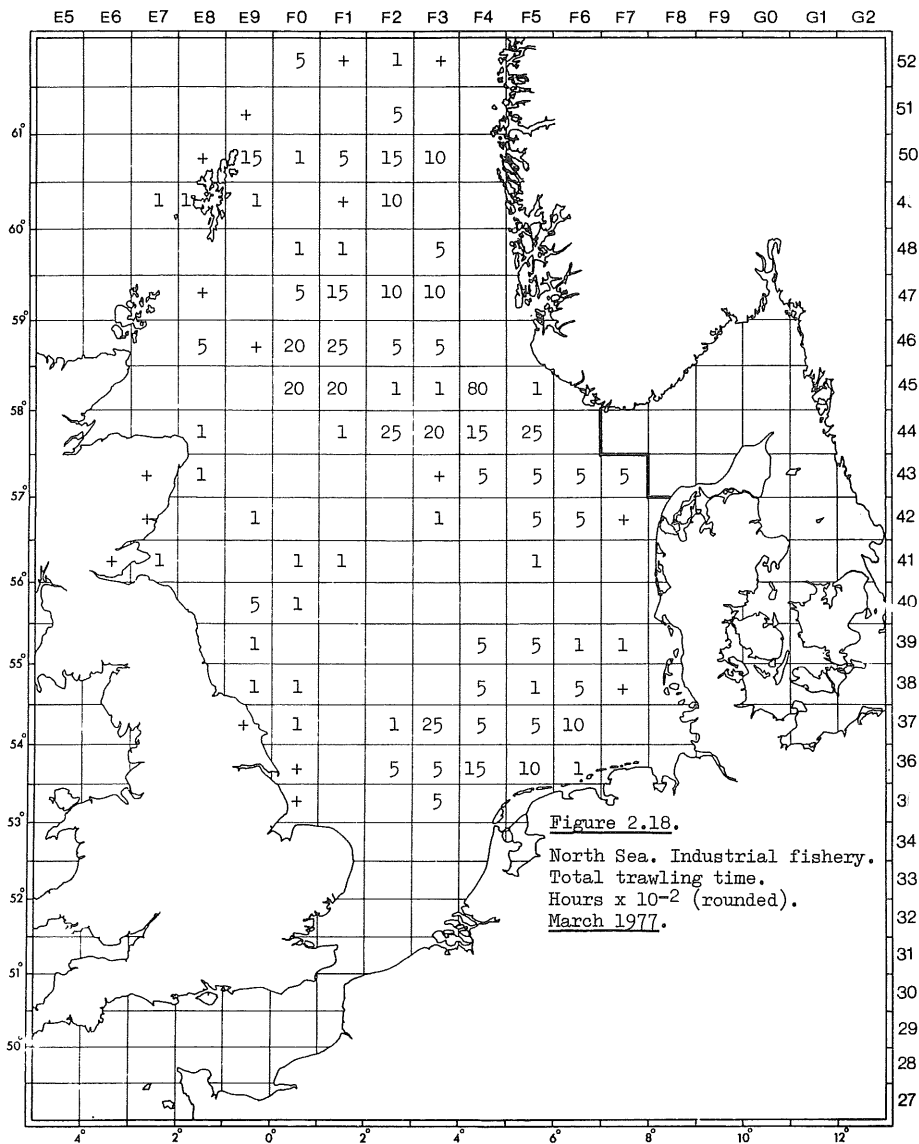 E5 E6 E7 E8 E9 F0 F1 F2 F3 F4 F5 F6 F7 F8 F9 G0 G1 G2
5 + 1 + 52
+ 5 51
61°
+ 15 1 5 15 10 50
1 1 1 + 10 4
60°
1 1 5 48
+ 5 15 10 10 47
59°
5 + 20 25 5 5 46
20 20 1 1 80 1 45
58°
1 1 25 20 15 25 44
+ 1 + 5 5 5 5 43
57°
+ 1 1 5 5 + 42
+ 1 1 1 1 41
56°
5 1 40
1 5 5 1 1 39
55°
1 1 5 1 5 + 38
+ 1 1 25 5 5 10 37
54°
+ 5 5 15 10 1 36
+ 5 35
53°
Figure 2.18.
34
North Sea. Industrial fishery.
33
Total trawling time.
52°
Hours x 10-2 (rounded).
32
March 1977.
31
51°
30
29
50°
28
27
4° 2° 0° 2° 4° 6° 8° 10° 12°